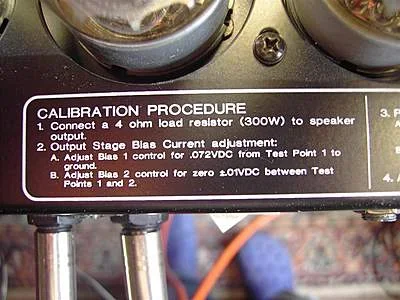 CALIBRATION PROCEDURE
1. Connect a 4 ohm load resistor (300W) to speaker
output.
2. Output Stage Bias Current adjustment:
A. Adjust Bias 1 control for .072VDC from Test Point 1 to
ground.
B. Adjust Bias 2 control for zero ±.01VDC between Test
Points 1 and 2.
3. P
4. A